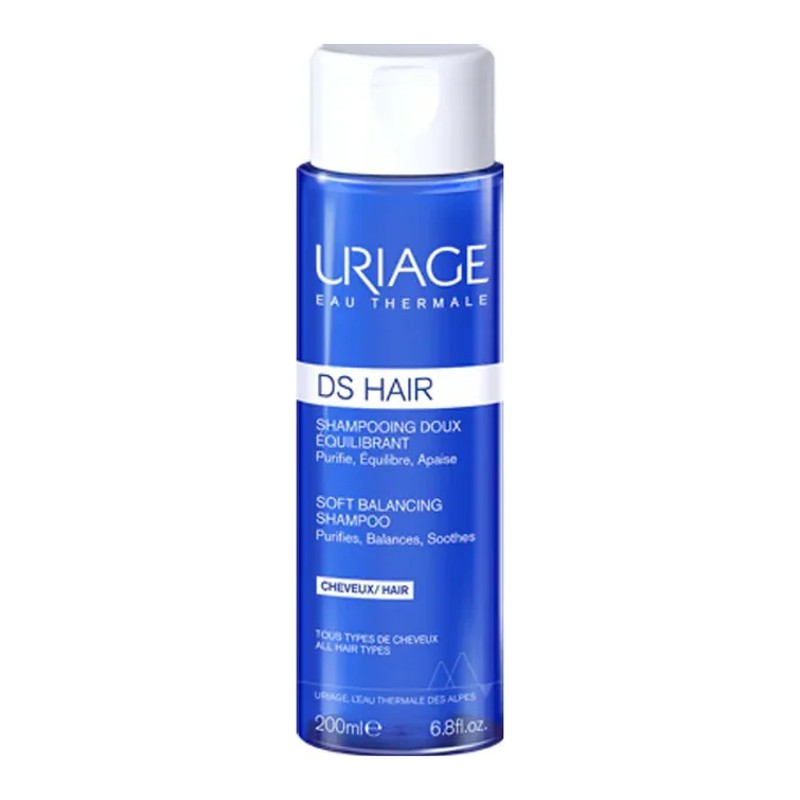 URIAGE
EAU THERMALE
DS HAIR
SHAMPOOING DOUX
ÉQUILIBRANT
Purifie, Équilibre, Apaise
SOFT BALANCING
SHAMPOO
Purifies, Balances, Soothes
CHEVEUX/ HAIR
TOUS TYPES DE CHEVEUX
ALL HAIR TYPES
URIAGE, L'EAU THERMALE DES ALPES
200ml℮ 6.8fl.oz.